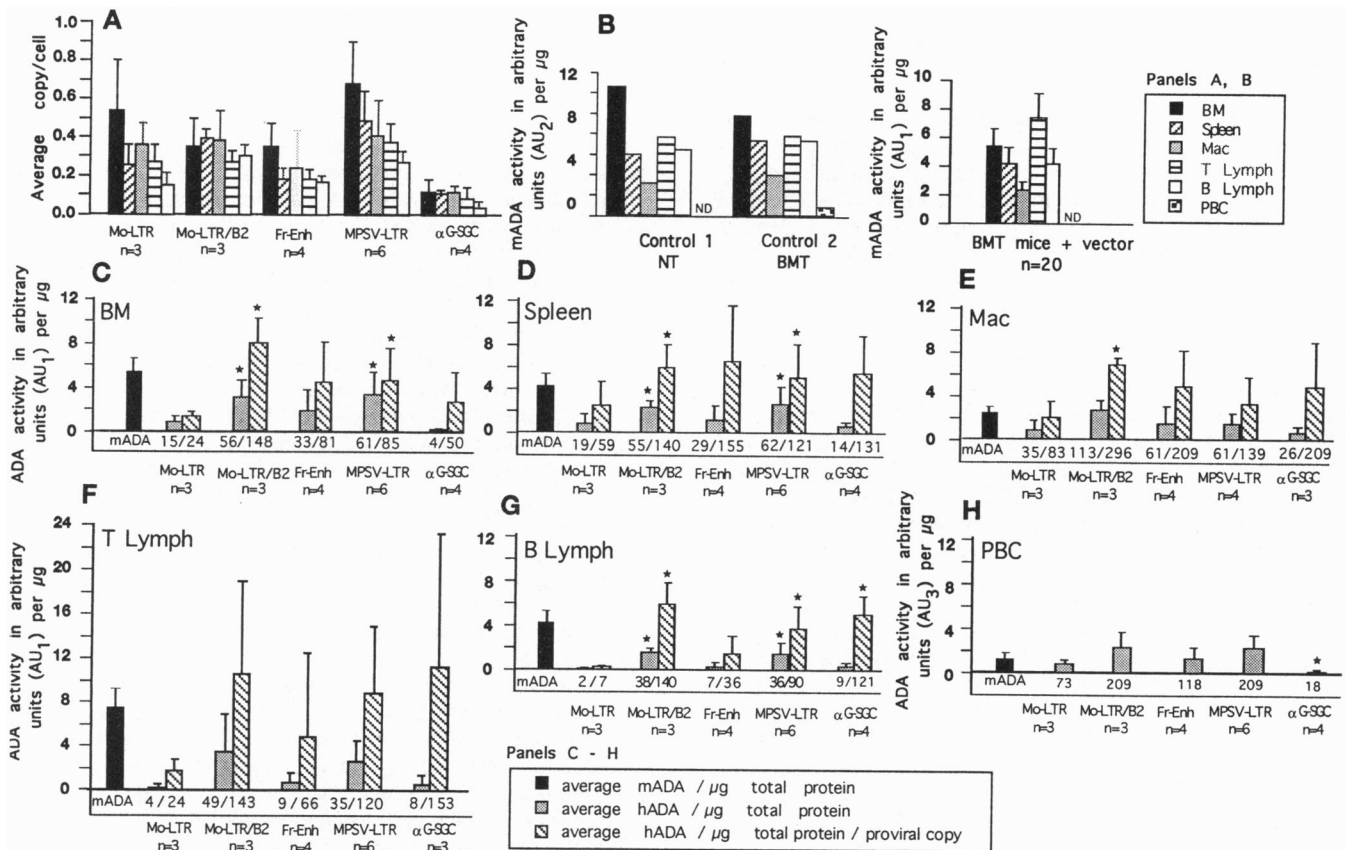 A
Average copy/cell
1.0
0.8
0.6
0.4
0.2
0.0
Mo-LTR n=3
Mo-LTR/B2 n=3
Fr-Enh n=4
MPSV-LTR n=6
αG-SGC n=4
B
mADA activity in arbitrary units (AU2) per µg
12
8
4
0
ND
Control 1 NT
Control 2 BMT
mADA activity in arbitrary units (AU1) per µg
10
8
6
4
2
0
ND
BMT mice + vector n=20
Panels A, B
BM
Spleen
Mac
T Lymph
B Lymph
PBC
C
BM
ADA activity in arbitrary units (AU1) per µg
12
8
4
0
★ ★ ★ ★
mADA 15/24 56/148 33/81 61/85 4/50
Mo-LTR n=3
Mo-LTR/B2 n=3
Fr-Enh n=4
MPSV-LTR n=6
αG-SGC n=4
D
Spleen
12
8
4
0
★ ★ ★ ★
mADA 19/59 55/140 29/155 62/121 14/131
Mo-LTR n=3
Mo-LTR/B2 n=3
Fr-Enh n=4
MPSV-LTR n=6
αG-SGC n=4
E
Mac
12
8
4
0
★
mADA 35/83 113/296 61/209 61/139 26/209
Mo-LTR n=3
Mo-LTR/B2 n=3
Fr-Enh n=4
MPSV-LTR n=4
αG-SGC n=3
F
T Lymph
ADA activity in arbitrary units (AU1) per µg
24
20
16
12
8
4
0
mADA 4/24 49/143 9/66 35/120 8/153
Mo-LTR n=3
Mo-LTR/B2 n=3
Fr-Enh n=4
MPSV-LTR n=6
αG-SGC n=3
G
B Lymph
12
8
4
0
★ ★ ★ ★ ★
mADA 2/7 38/140 7/36 36/90 9/121
Mo-LTR n=3
Mo-LTR/B2 n=3
Fr-Enh n=4
MPSV-LTR n=6
αG-SGC n=4
H
PBC
ADA activity in arbitrary units (AU3) per µg
12
8
4
0
★
mADA 73 209 118 209 18
Mo-LTR n=3
Mo-LTR/B2 n=3
Fr-Enh n=4
MPSV-LTR n=6
αG-SGC n=4
Panels C - H
average mADA / µg total protein
average hADA / µg total protein
average hADA / µg total protein / proviral copy